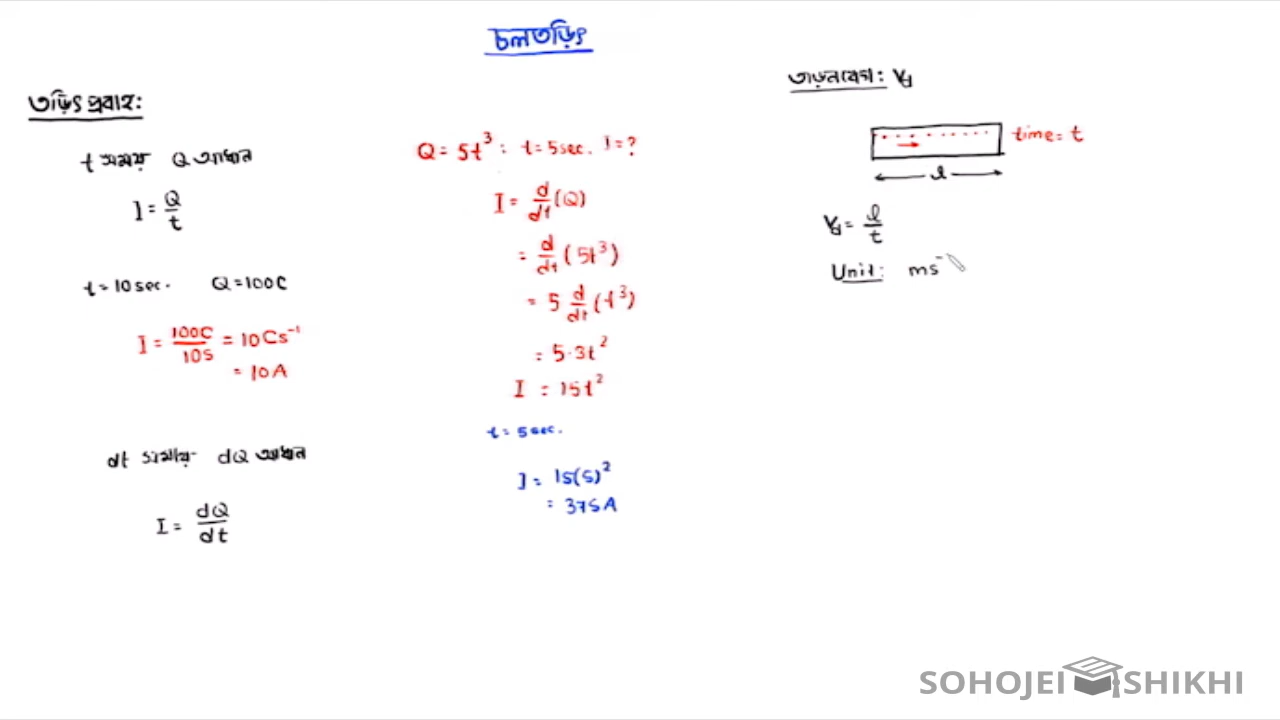 চলতড়িৎ
তড়িৎ প্রবাহ:
t সময় Q আধান
I = Q/t
t = 10 sec. Q = 100C
I = 100C/10S = 10Cs⁻¹
= 10A
dt সময় dQ আধান
I = dQ/dt
Q = 5t³ : t = 5sec. I = ?
I = d/dt (Q)
= d/dt (5t³)
= 5 d/dt (t³)
= 5·3t²
I = 15t²
t = 5 sec.
I = 15(5)²
= 375A
তাড়নবেগ: Vd
time = t
l
Vd = l/t
Unit: ms⁻
SOHOJEI SHIKHI